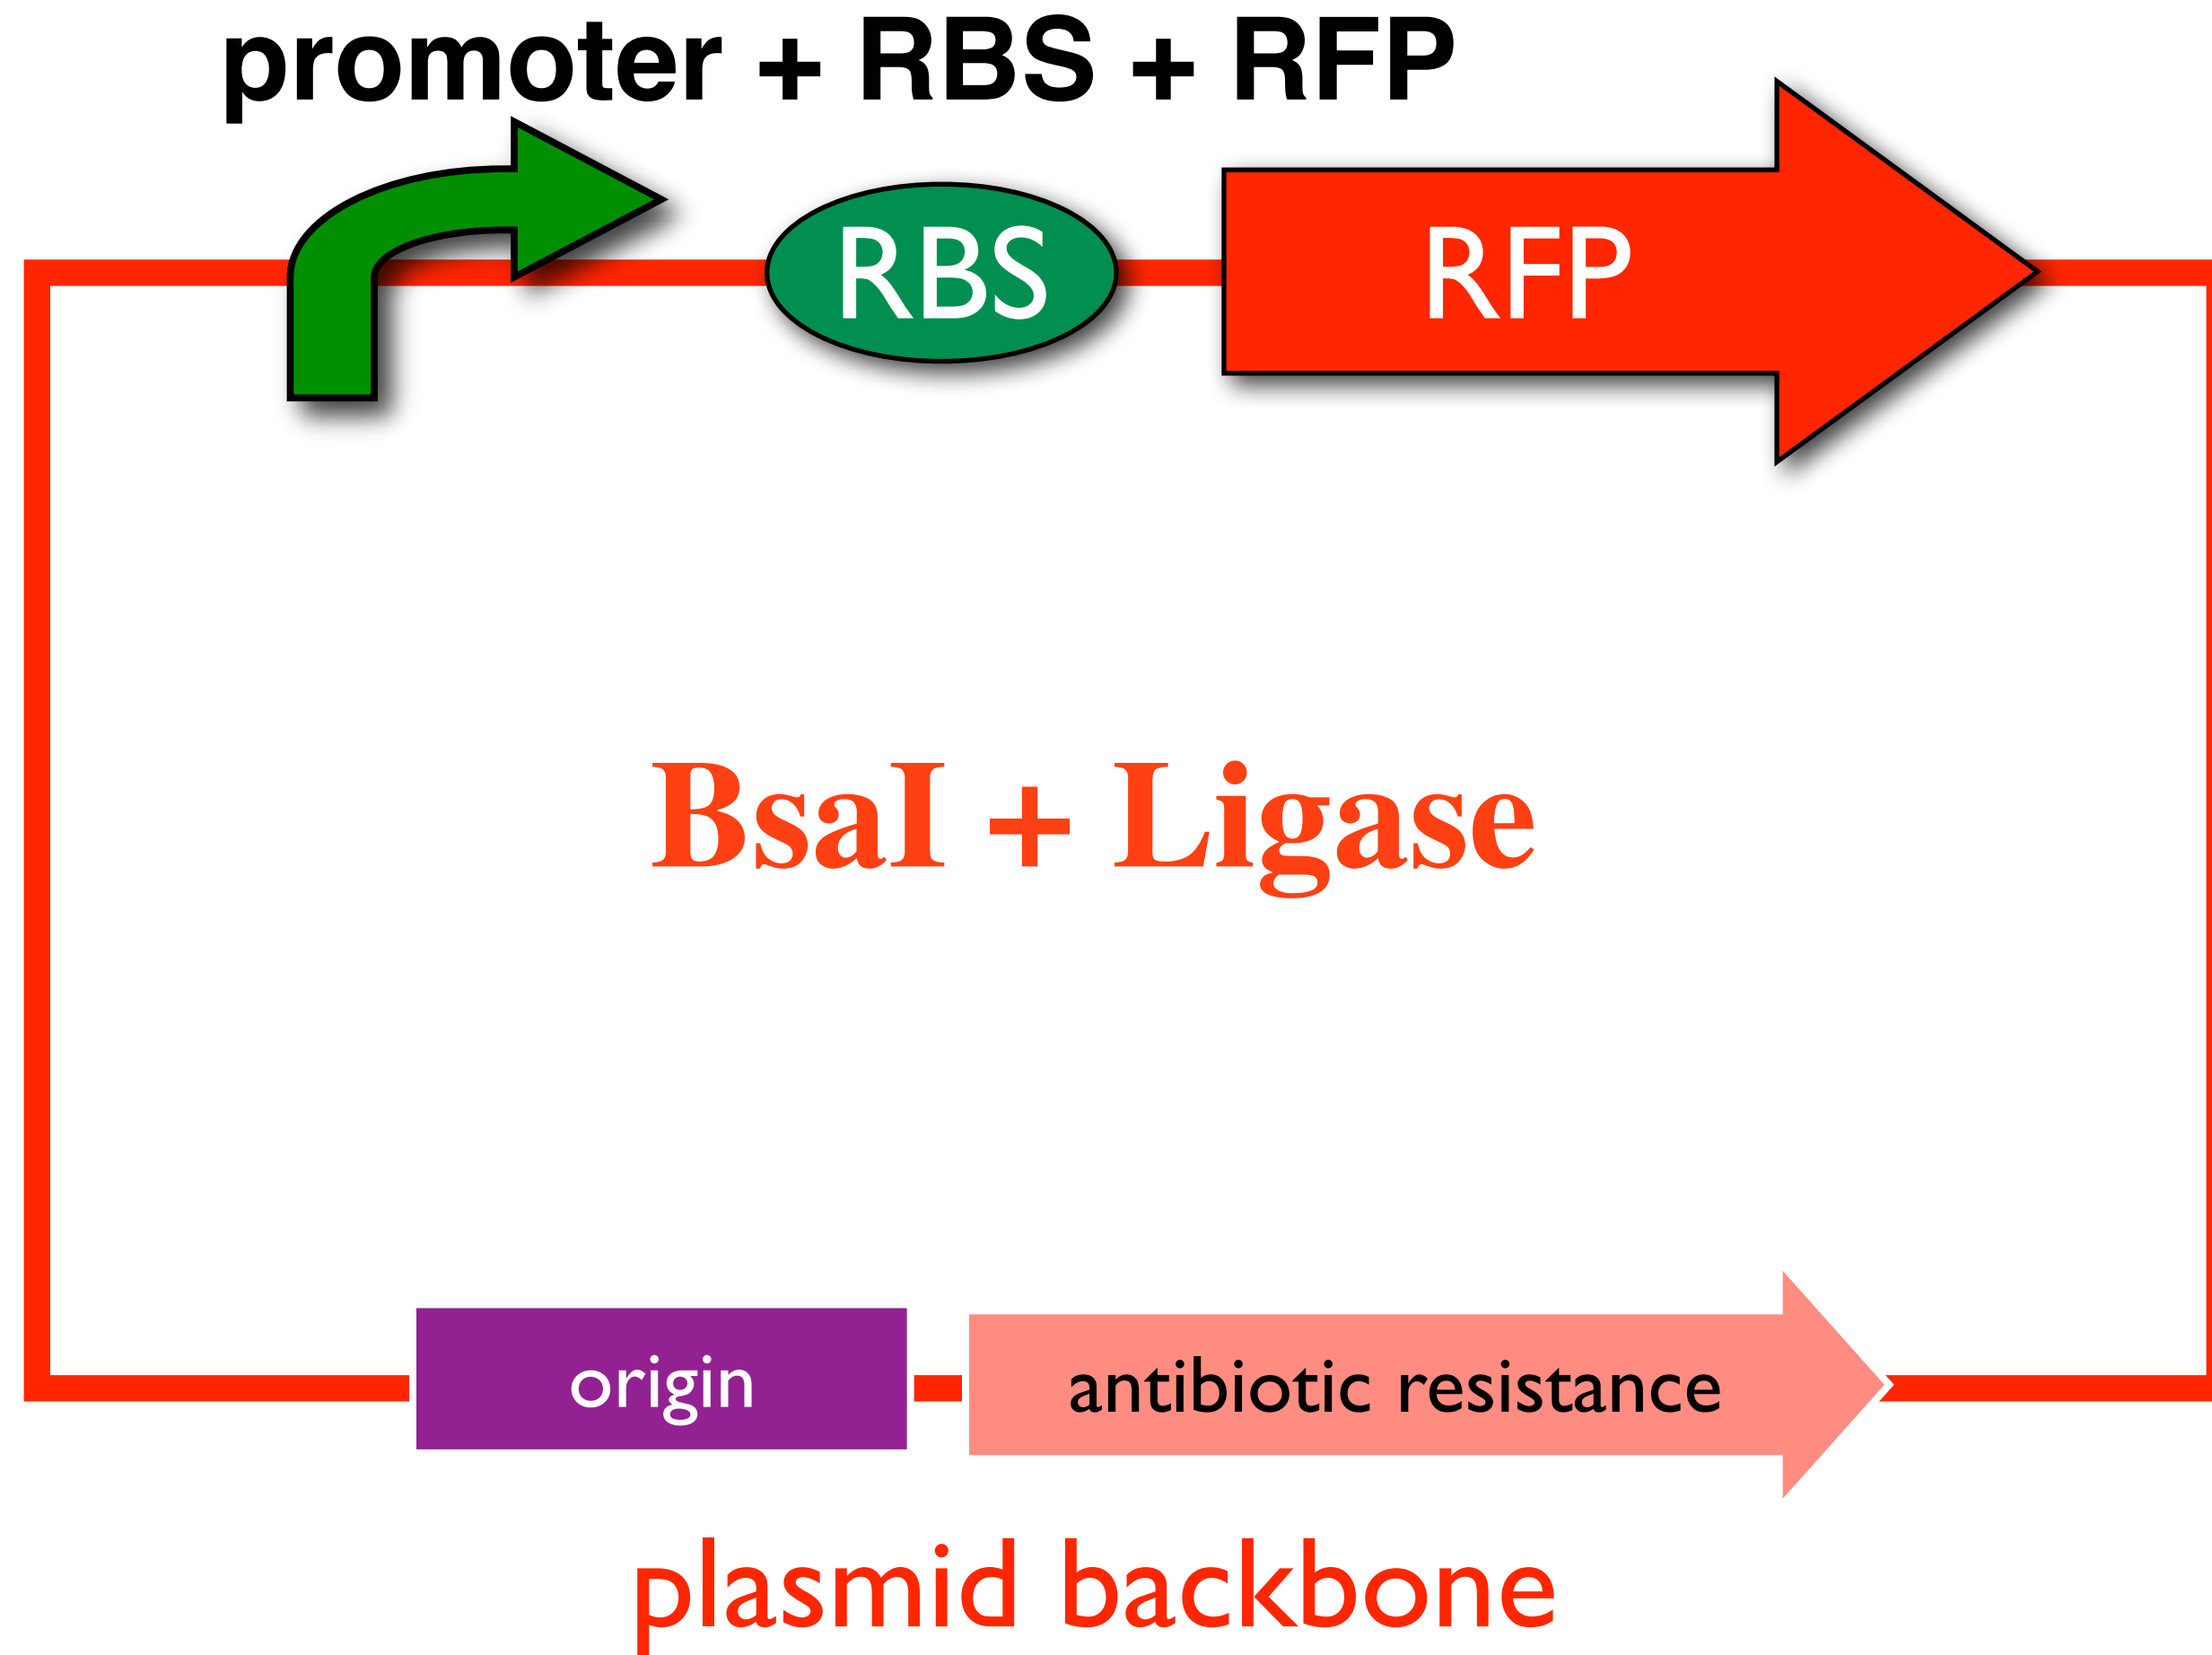 promoter + RBS + RFP
RBS
RFP
BsaI + Ligase
origin
antibiotic resistance
plasmid backbone